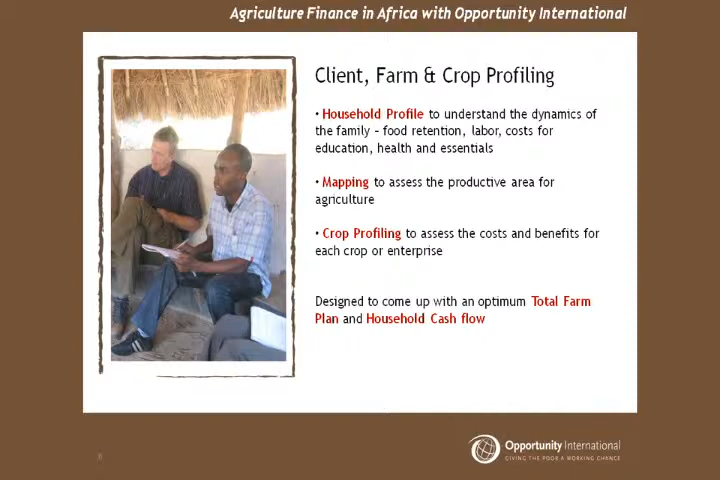 Agriculture Finance in Africa with Opportunity International
Client, Farm & Crop Profiling
• Household Profile to understand the dynamics of
the family – food retention, labor, costs for
education, health and essentials
• Mapping to assess the productive area for
agriculture
• Crop Profiling to assess the costs and benefits for
each crop or enterprise
Designed to come up with an optimum Total Farm
Plan and Household Cash flow
Opportunity International
GIVING THE POOR A WORKING CHANCE